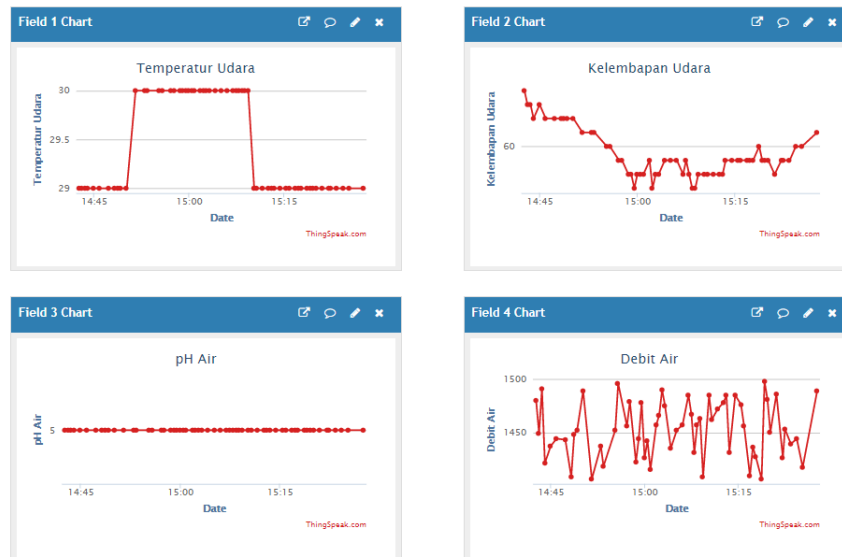 Field 1 Chart
Temperatur Udara
Temperatur Udara
30
29.5
29
14:45 15:00 15:15
Date
ThingSpeak.com
Field 2 Chart
Kelembapan Udara
Kelembapan Udara
60
14:45 15:00 15:15
Date
ThingSpeak.com
Field 3 Chart
pH Air
pH Air
5
14:45 15:00 15:15
Date
ThingSpeak.com
Field 4 Chart
Debit Air
Debit Air
1500
1450
14:45 15:00 15:15
Date
ThingSpeak.com